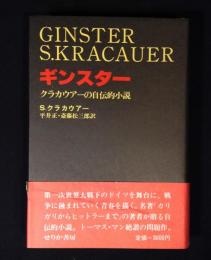 GINSTER
S.KRACAUER
ギンスター
クラカウアーの自伝的小説
S.クラカウアー
平井正・斎藤松三郎訳
第一次世界大戦下のドイツを舞台に、戦
争に蝕まれていく青春を描く。名著『カリ
ガリからヒットラーまで』の著者が贈る自
伝的小説。トーマス・マン絶讃の問題作。
せりか書房